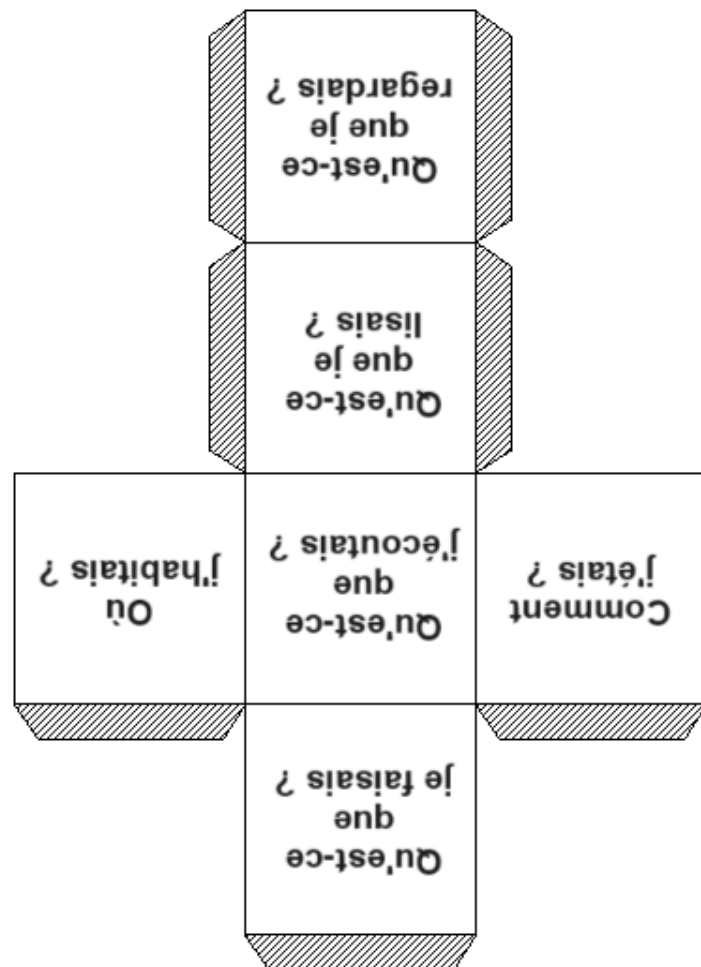 Qu'est-ce
que
je faisais ?
Comment
j'étais ?
Qu'est-ce
que
j'écoutais ?
Où
j'habitais ?
Qu'est-ce
que je
lisais ?
Qu'est-ce
que je
regardais ?